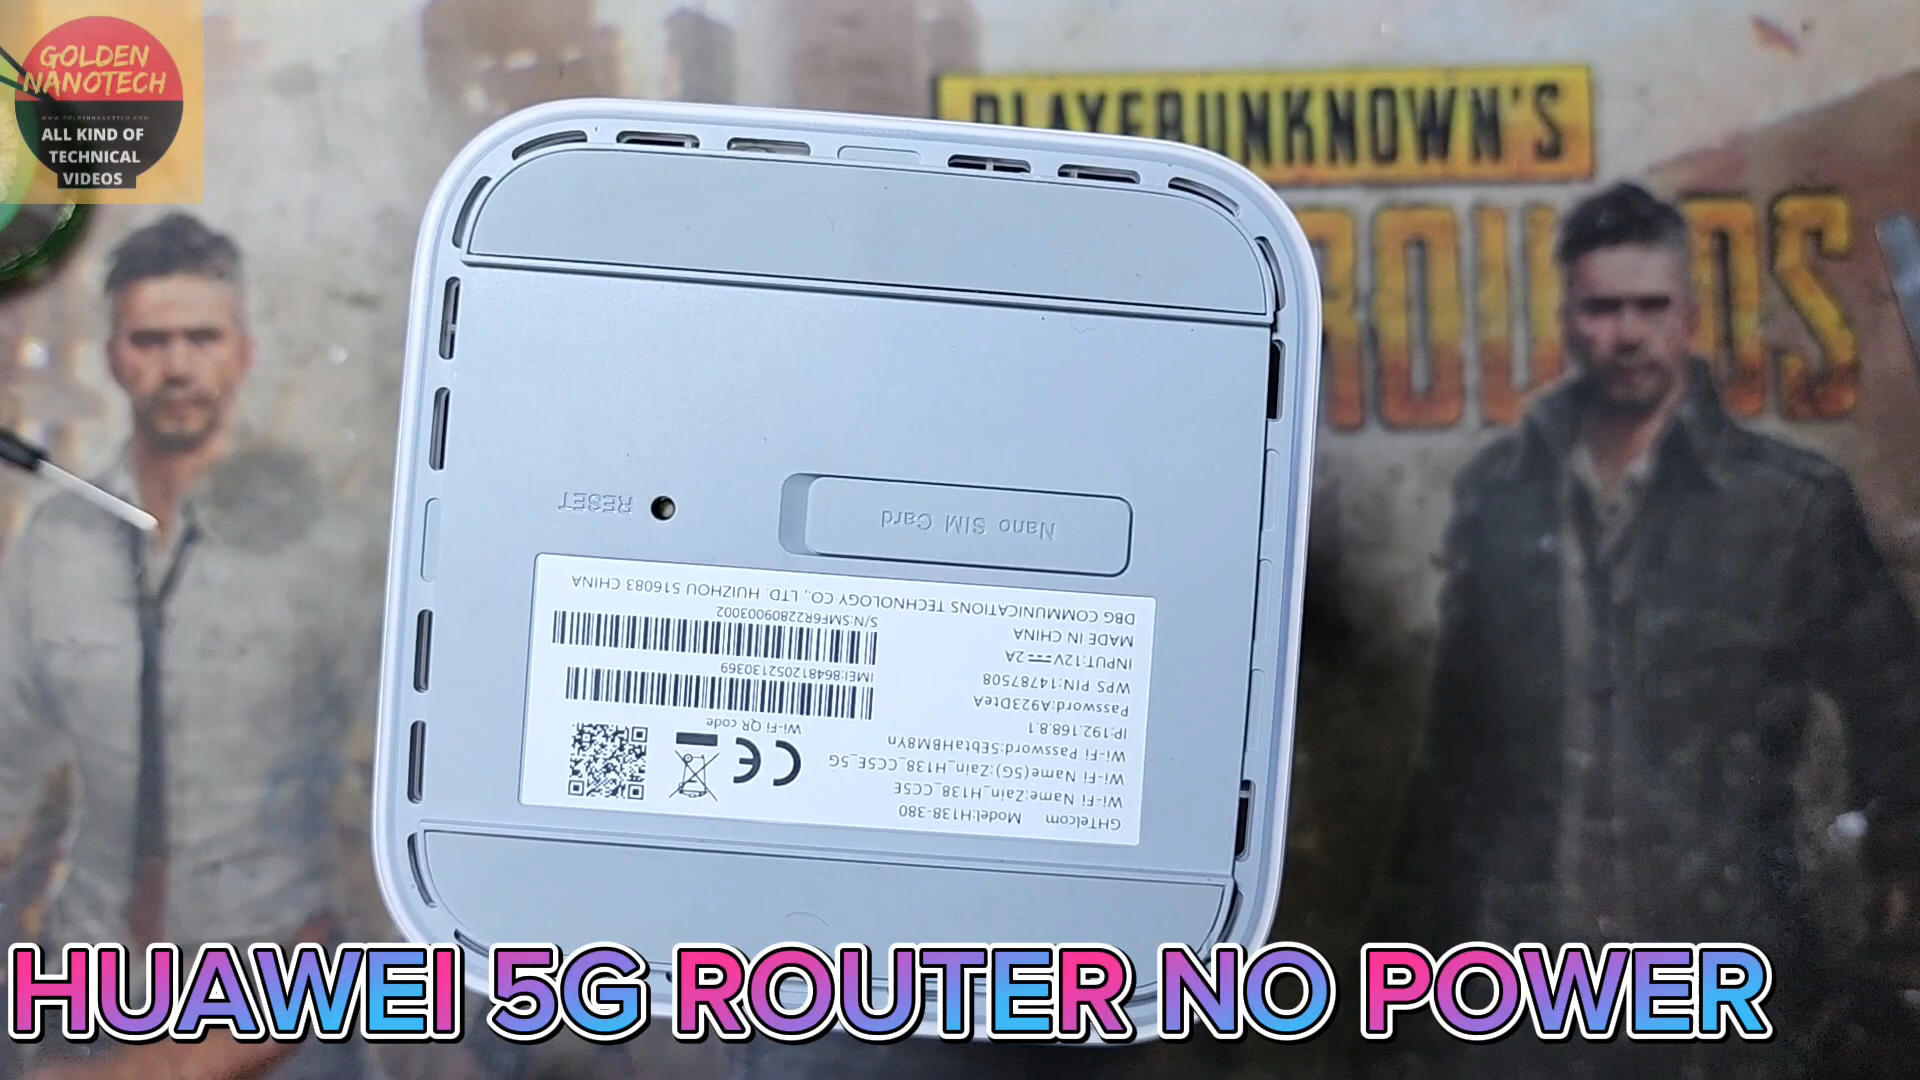 GOLDEN
NANOTECH
WWW.GOLDENNANOTECH.COM
ALL KIND OF
TECHNICAL
VIDEOS
PLAYERUNKNOWN'S
RESET
Nano SIM Card
GHTelcom Model:H138-380
Wi-Fi Name:Zain_H138_CC5E
Wi-Fi Name(5G):Zain_H138_CC5E_5G
Wi-Fi Password:5EbtaHBM8Yn
IP:192.168.8.1
Password:A923DteA
WPS PIN:14787508
INPUT:12V⎓2A
MADE IN CHINA
DBG COMMUNICATIONS TECHNOLOGY CO., LTD. HUIZHOU 516083 CHINA
Wi-Fi QR code
IMEI:864812052130369
S/N:SMF6R22809003002
HUAWEI 5G ROUTER NO POWER